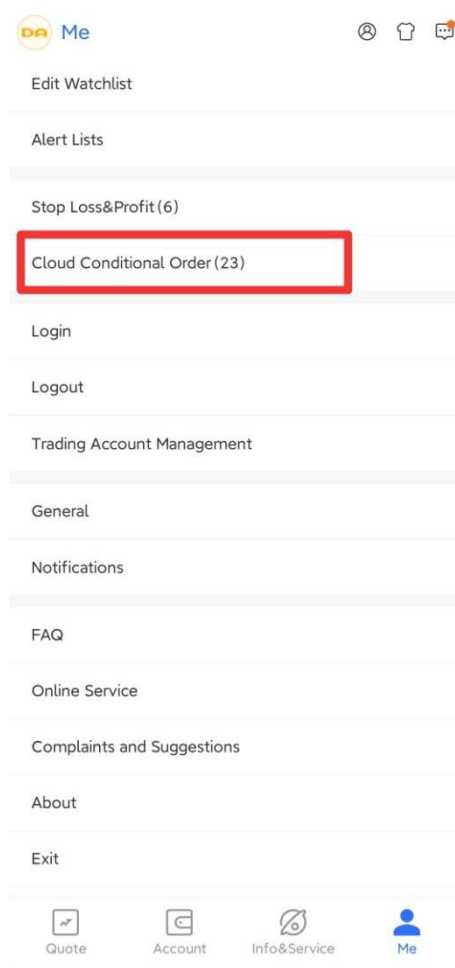 DA Me
Edit Watchlist
Alert Lists
Stop Loss&Profit(6)
Cloud Conditional Order(23)
Login
Logout
Trading Account Management
General
Notifications
FAQ
Online Service
Complaints and Suggestions
About
Exit
Quote Account Info&Service Me